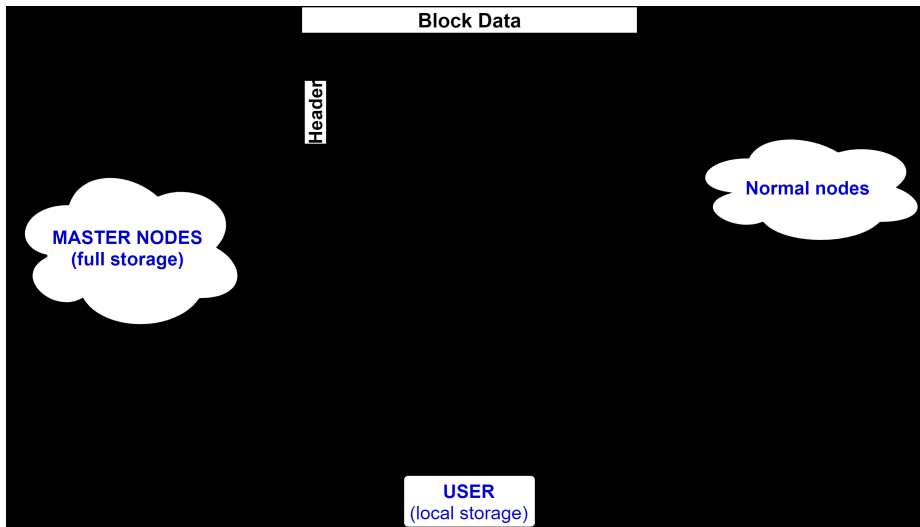 Block Data
Header
Normal nodes
MASTER NODES
(full storage)
USER
(local storage)